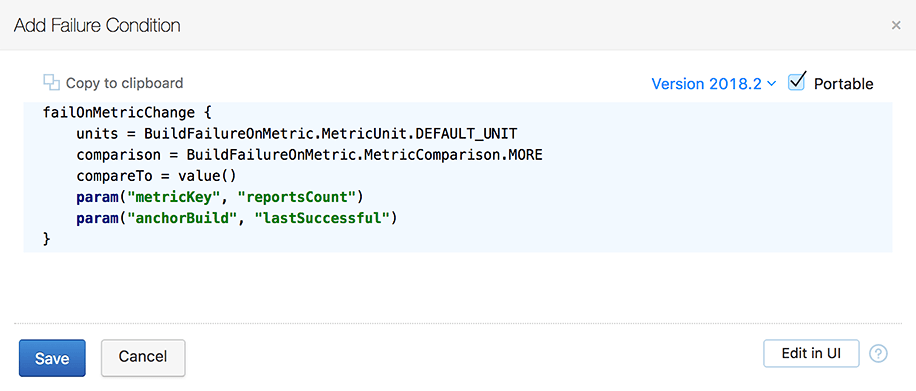 Add Failure Condition
Copy to clipboard
Version 2018.2
Portable
failOnMetricChange {
    units = BuildFailureOnMetric.MetricUnit.DEFAULT_UNIT
    comparison = BuildFailureOnMetric.MetricComparison.MORE
    compareTo = value()
    param("metricKey", "reportsCount")
    param("anchorBuild", "lastSuccessful")
}
Save
Cancel
Edit in UI
?